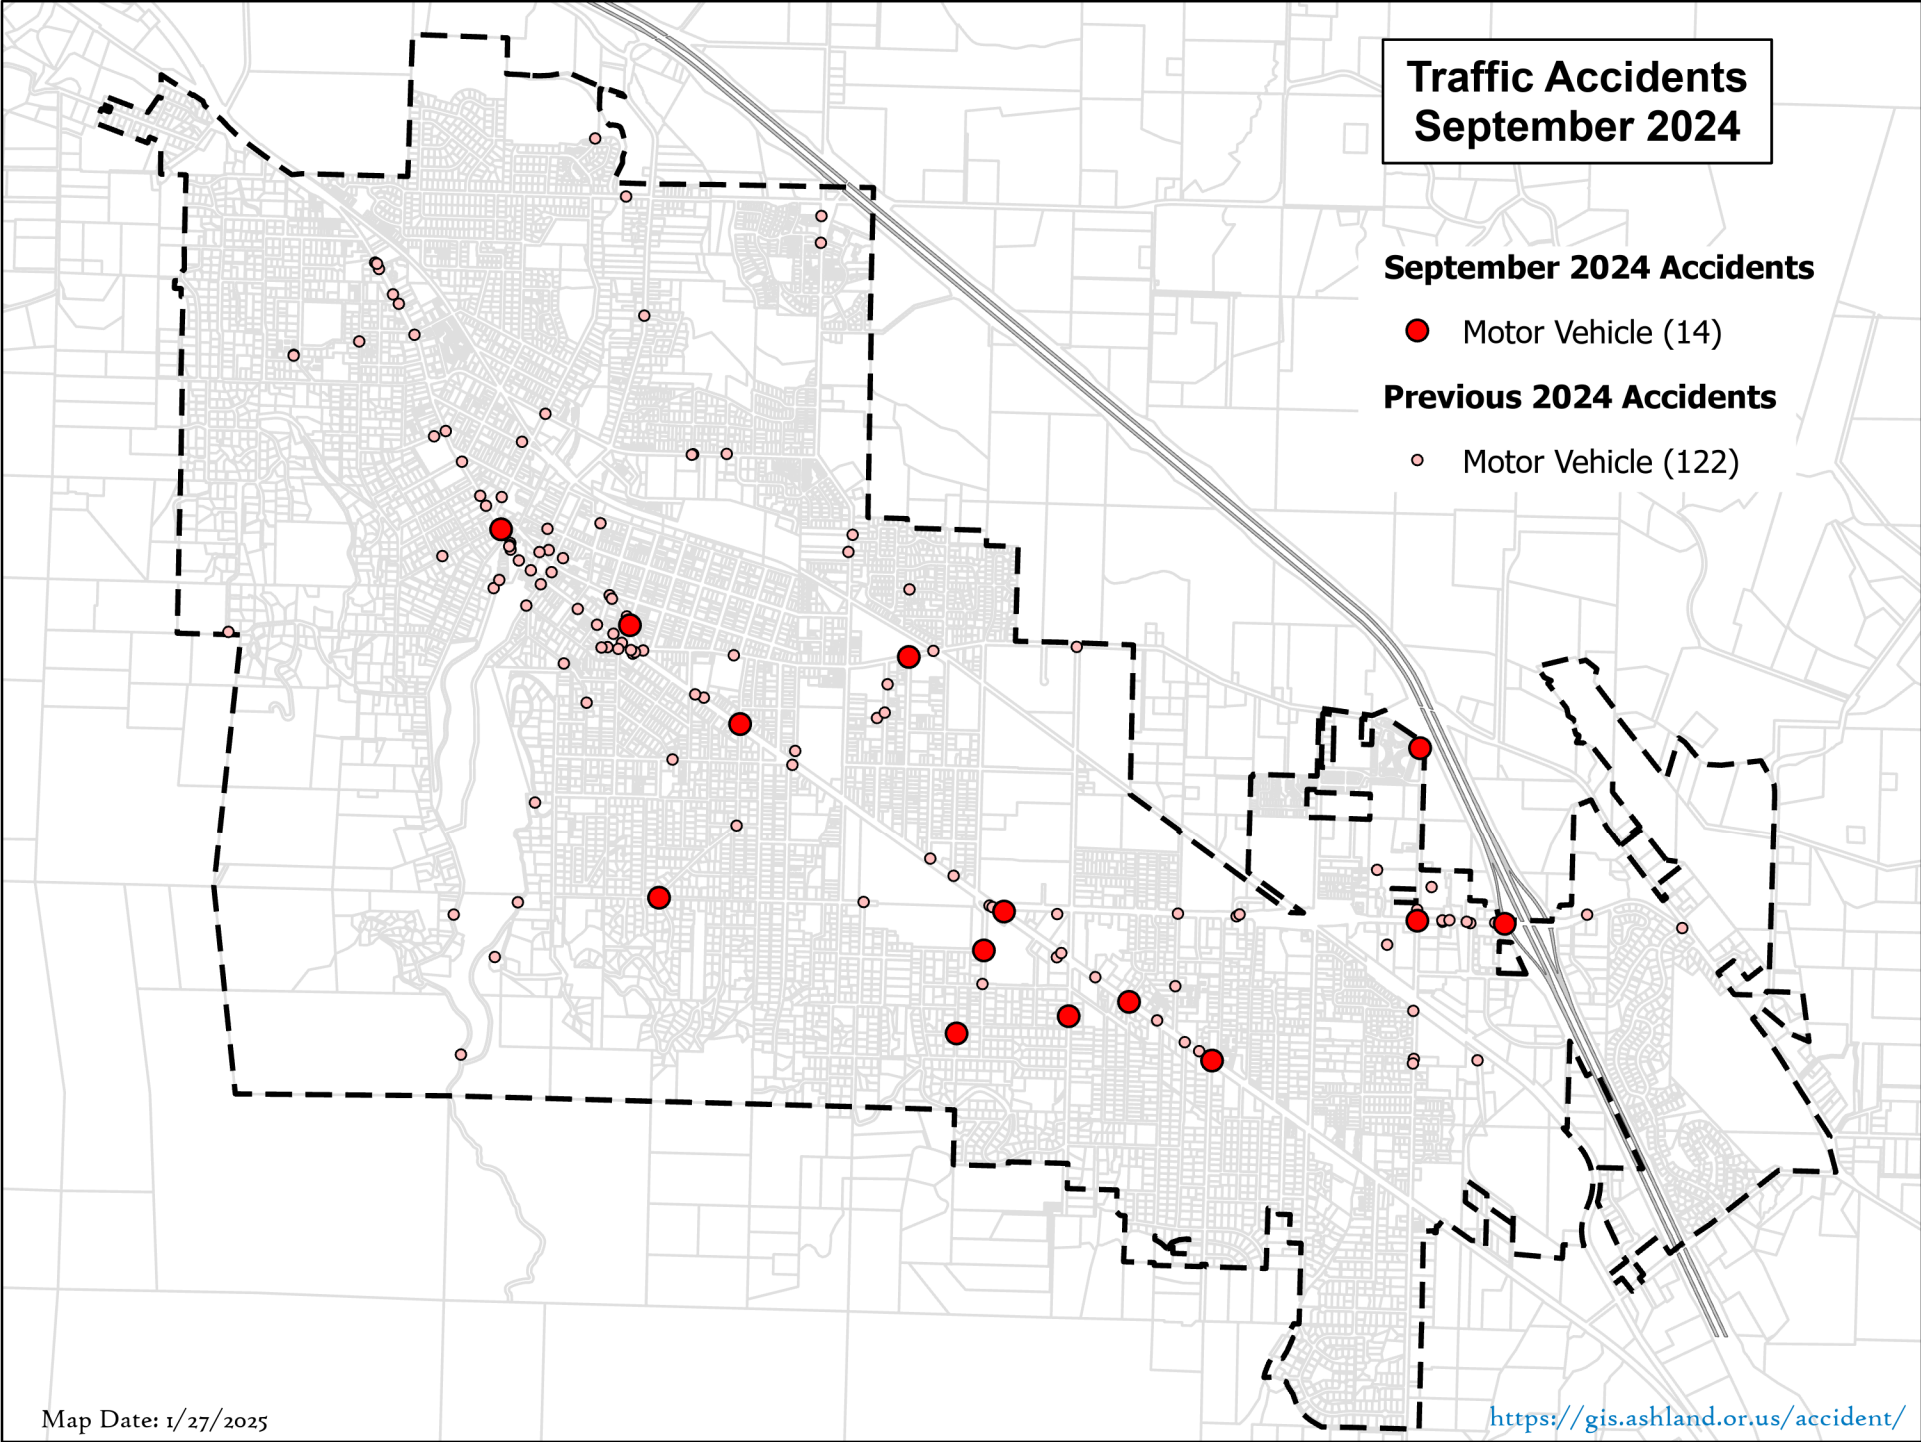 Traffic Accidents
September 2024
September 2024 Accidents
Motor Vehicle (14)
Previous 2024 Accidents
Motor Vehicle (122)
Map Date: 1/27/2025
https://gis.ashland.or.us/accident/